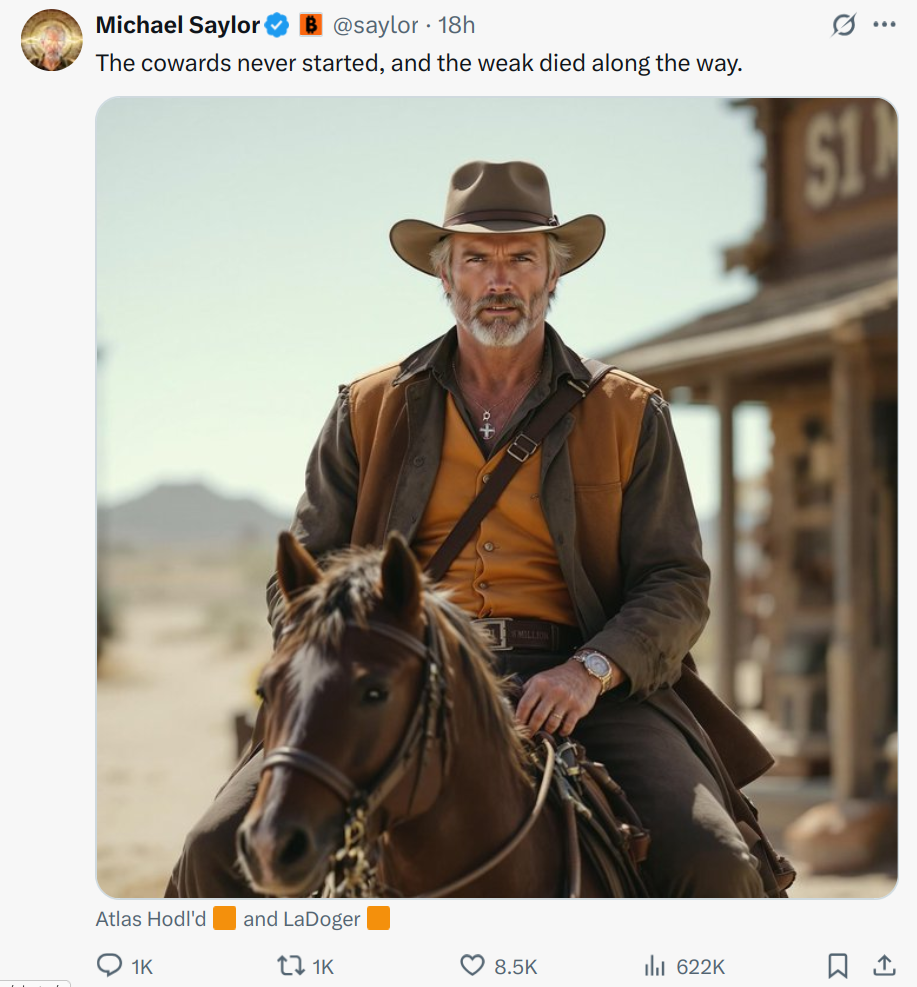 Michael Saylor @saylor · 18h
The cowards never started, and the weak died along the way.
S1 M
MILLION
Atlas Hodl'd and LaDoger
1K 1K 8.5K 622K